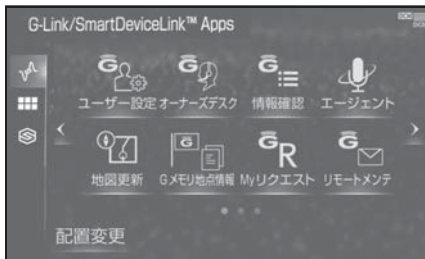 G-Link/SmartDeviceLink™ Apps
ユーザー設定 オーナーズデスク 情報確認 エージェント
地図更新 Gメモリ地点情報 Myリクエスト リモートメンテ
配置変更